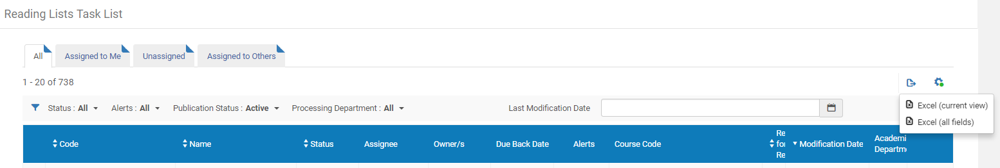 Reading Lists Task List
All
Assigned to Me
Unassigned
Assigned to Others
1 - 20 of 738
Status : All
Alerts : All
Publication Status : Active
Processing Department : All
Last Modification Date
Excel (current view)
Excel (all fields)
Code
Name
Status
Assignee
Owner/s
Due Back Date
Alerts
Course Code
Re
for
Re
Modification Date
Academi
Departm